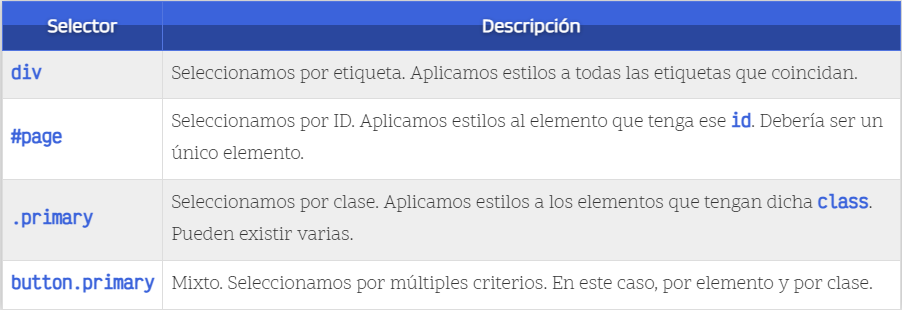 Selector Descripción
div Seleccionamos por etiqueta. Aplicamos estilos a todas las etiquetas que coincidan.
#page Seleccionamos por ID. Aplicamos estilos al elemento que tenga ese id. Debería ser un
único elemento.
.primary Seleccionamos por clase. Aplicamos estilos a los elementos que tengan dicha class.
Pueden existir varias.
button.primary Mixto. Seleccionamos por múltiples criterios. En este caso, por elemento y por clase.